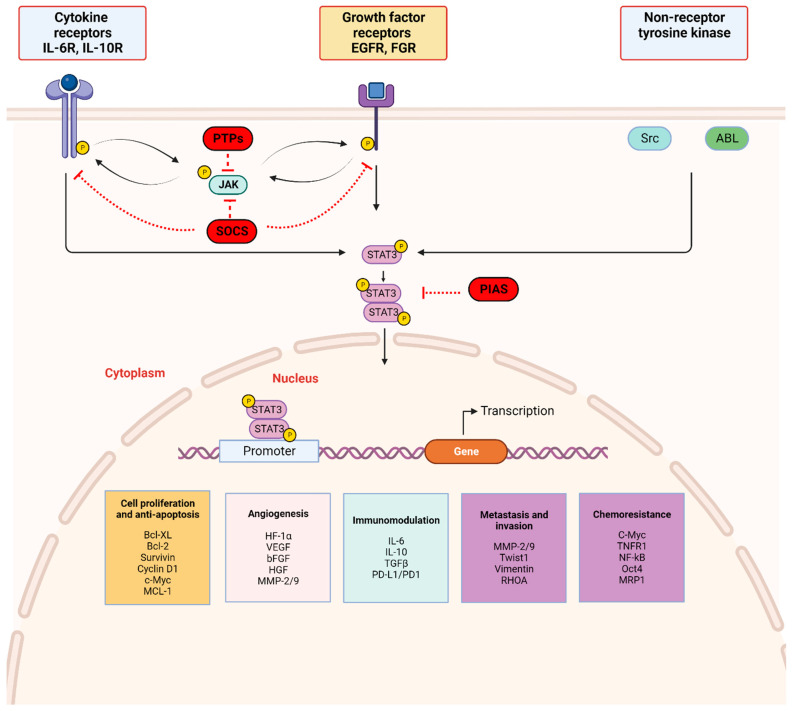 Cytokine
receptors
IL-6R, IL-10R
Growth factor
receptors
EGFR, FGR
Non-receptor
tyrosine kinase
PTPs
P
P
P
JAK
Src
ABL
SOCS
P
STAT3
P
STAT3
STAT3
P
PIAS
Cytoplasm
Nucleus
P
STAT3
STAT3
P
Promoter
Transcription
Gene
Cell proliferation
and anti-apoptosis
Bcl-XL
Bcl-2
Survivin
Cyclin D1
c-Myc
MCL-1
Angiogenesis
HF-1α
VEGF
bFGF
HGF
MMP-2/9
Immunomodulation
IL-6
IL-10
TGFβ
PD-L1/PD1
Metastasis and
invasion
MMP-2/9
Twist1
Vimentin
RHOA
Chemoresistance
C-Myc
TNFR1
NF-kB
Oct4
MRP1